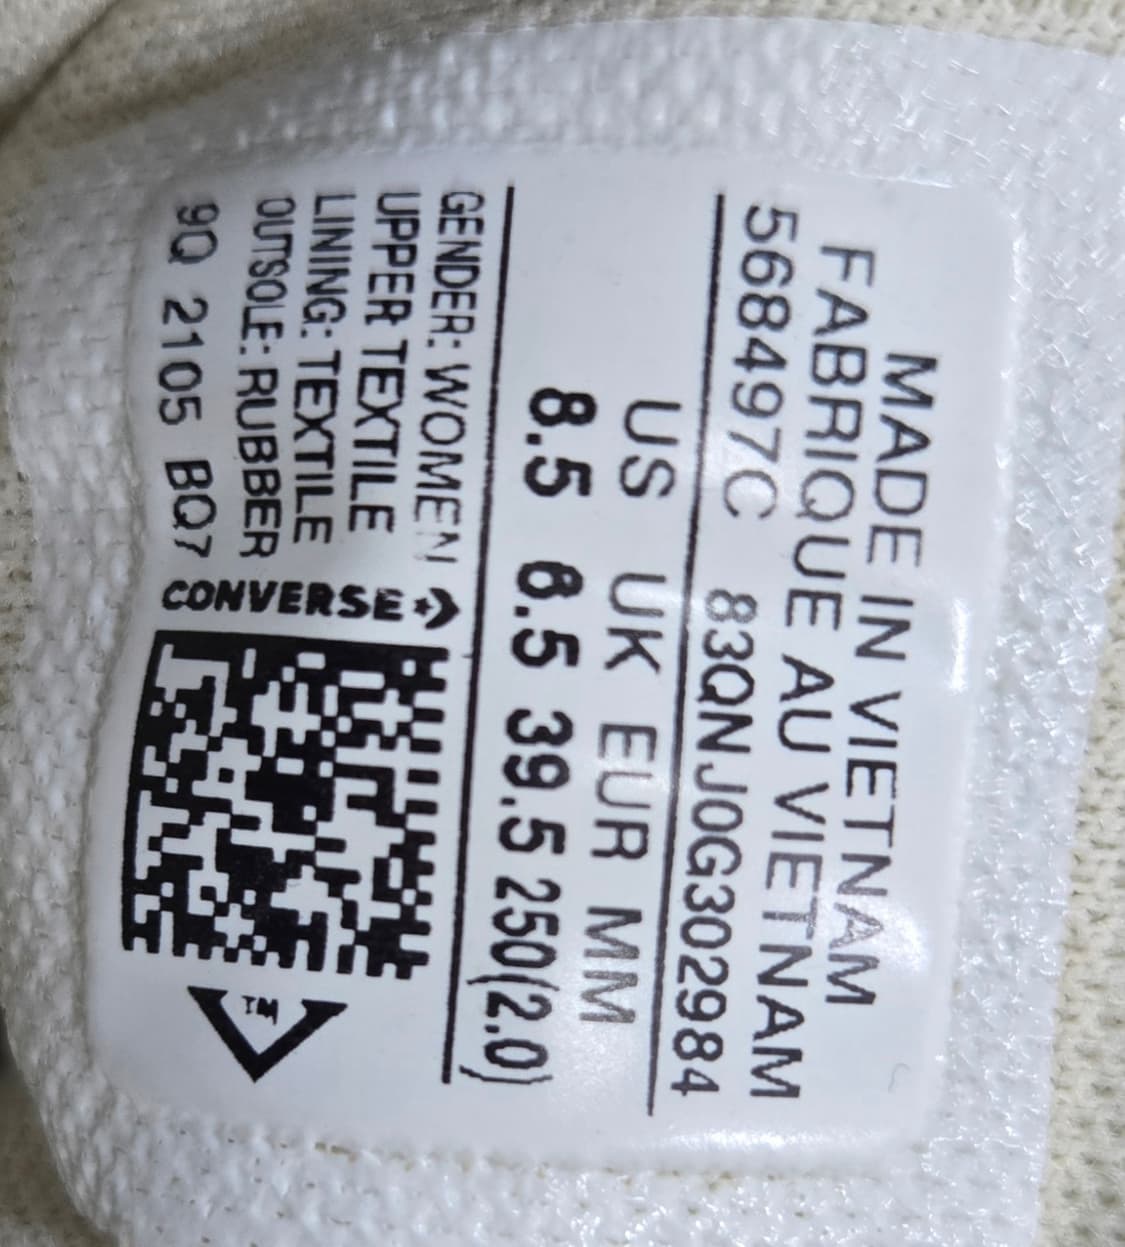 MADE IN VIETNAM
FABRIQUE AU VIETNAM
568497C 83QNJ0G302984
US UK EUR MM
8.5 6.5 39.5 250(2.0)
GENDER: WOMEN
UPPER TEXTILE
LINING: TEXTILE
OUTSOLE: RUBBER
9Q 2105 BQ7
CONVERSE
TM